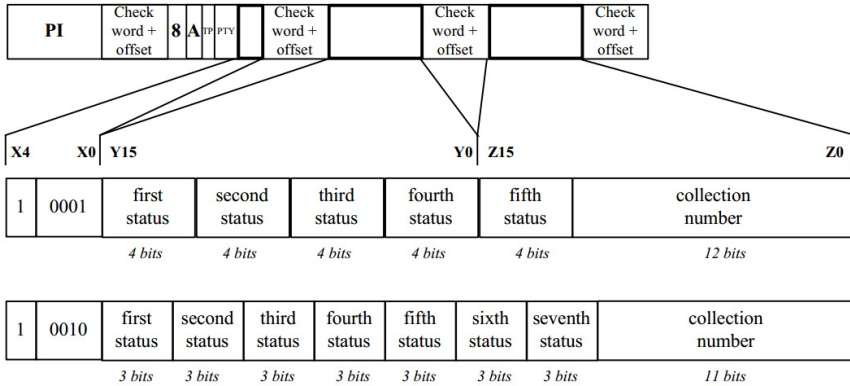 PI Check word + offset 8 A TP PTY Check word + offset Check word + offset Check word + offset
X4 X0 Y15 Y0 Z15 Z0
1 0001 first status second status third status fourth status fifth status collection number
4 bits 4 bits 4 bits 4 bits 4 bits 12 bits
1 0010 first status second status third status fourth status fifth status sixth status seventh status collection number
3 bits 3 bits 3 bits 3 bits 3 bits 3 bits 3 bits 11 bits